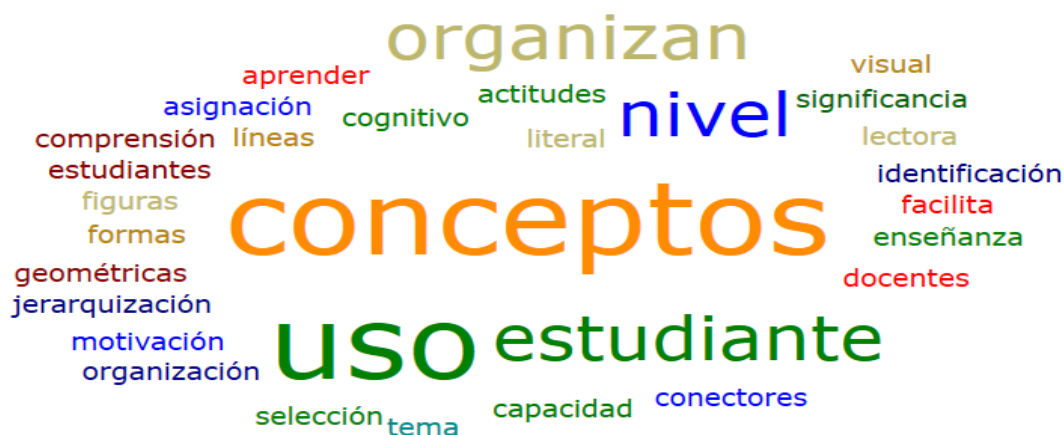 organizan
visual
aprender
actitudes
nivel
significancia
asignación
cognitivo
literal
lectora
comprensión
líneas
estudiantes
identificación
figuras
conceptos
facilita
formas
enseñanza
geométricas
docentes
jerarquización
uso
estudiante
motivación
organización
conectores
selección
capacidad
tema